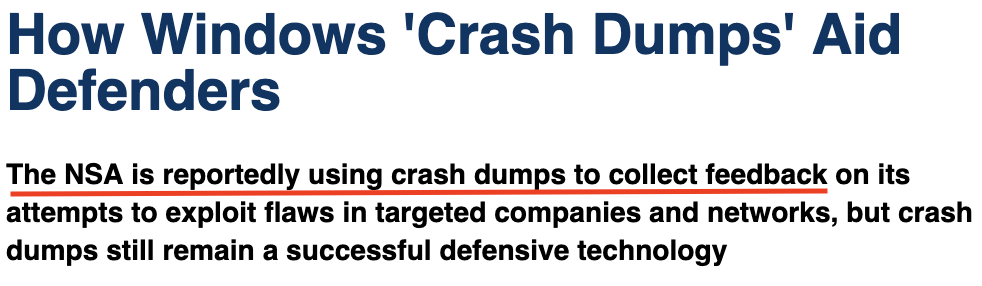 How Windows 'Crash Dumps' Aid
Defenders
The NSA is reportedly using crash dumps to collect feedback on its
attempts to exploit flaws in targeted companies and networks, but crash
dumps still remain a successful defensive technology